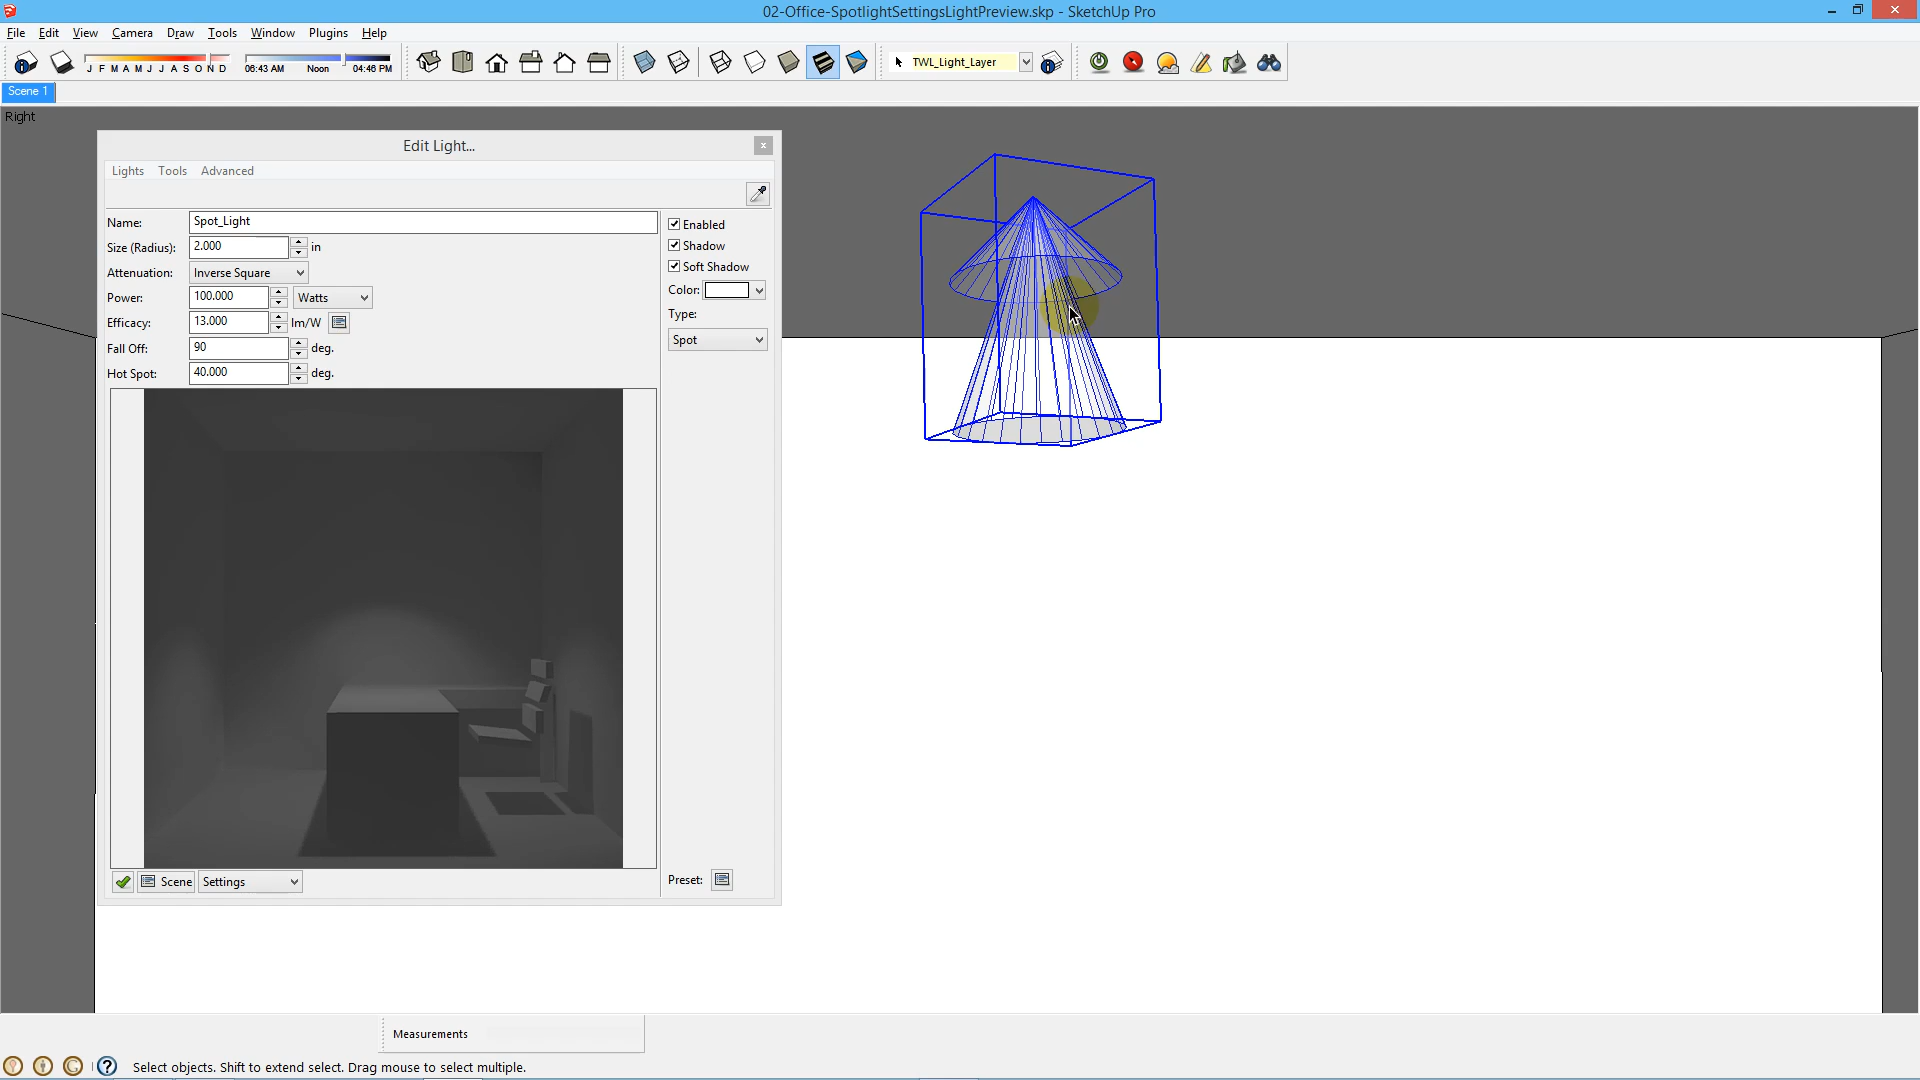 02-Office-SpotlightSettingsLightPreview.skp - SketchUp Pro
File Edit View Camera Draw Tools Window Plugins Help
J F M A M J J A S O N D 06:43 AM Noon 04:46 PM TWL_Light_Layer
Scene 1
Right
Edit Light...
Lights Tools Advanced
Name: Spot_Light Enabled
Size (Radius): 2.000 in Shadow
Attenuation: Inverse Square Soft Shadow
Power: 100.000 Watts Color:
Efficacy: 13.000 lm/W Type:
Fall Off: 90 deg. Spot
Hot Spot: 40.000 deg.
Scene Settings Preset:
Measurements
Select objects. Shift to extend select. Drag mouse to select multiple.